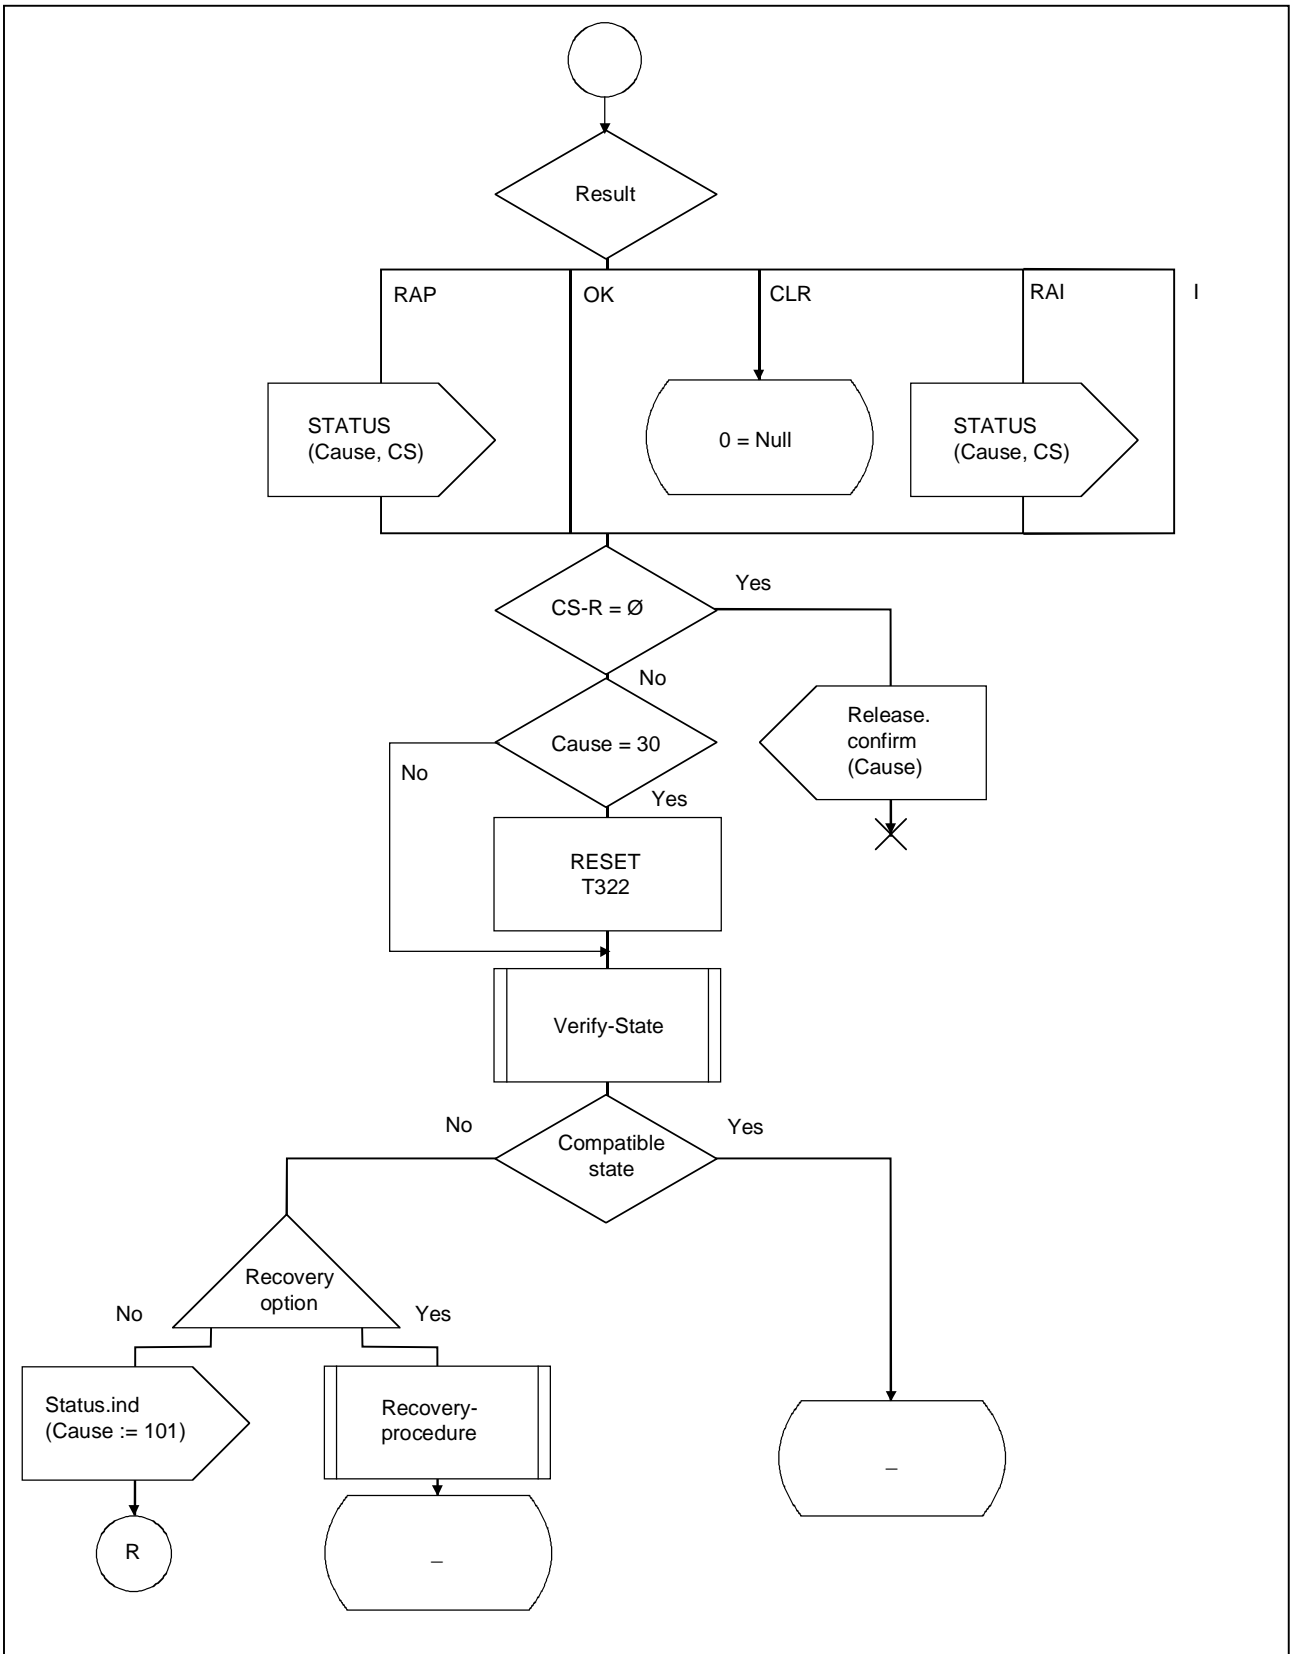 Result
RAP
OK
CLR
RAI
I
STATUS
(Cause, CS)
0 = Null
STATUS
(Cause, CS)
CS-R = Ø
Yes
No
Cause = 30
No
Yes
Release.
confirm
(Cause)
RESET
T322
Verify-State
No
Compatible
state
Yes
Recovery
option
No
Yes
Status.ind
(Cause := 101)
Recovery-
procedure
–
R
–